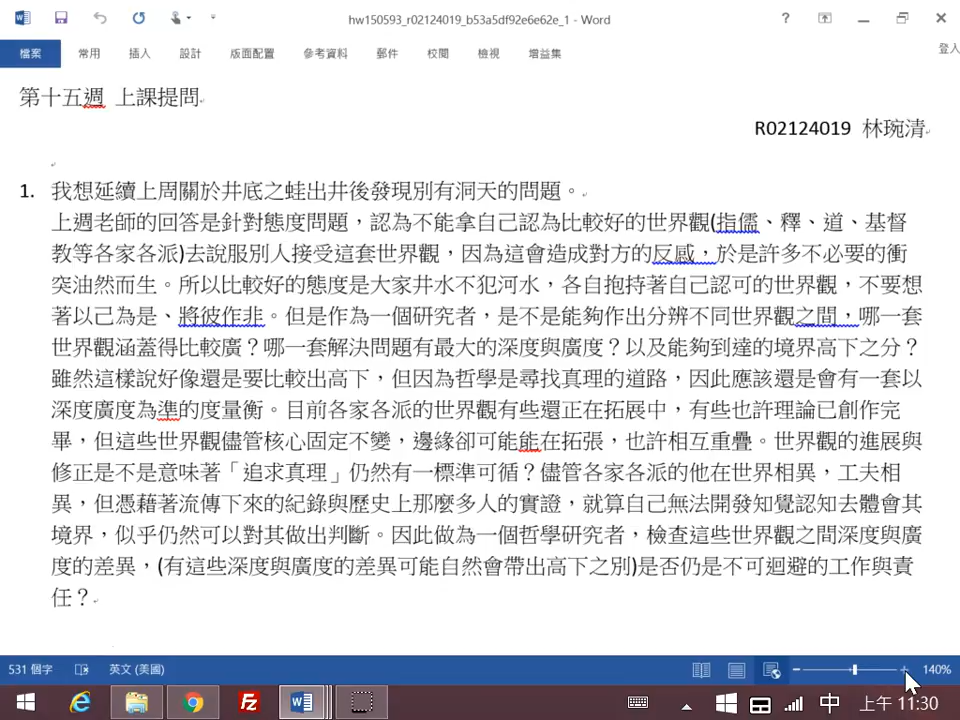 hw150593_r02124019_b53a5df92e6e62e_1 - Word
檔案 常用 插入 設計 版面配置 參考資料 郵件 校閱 檢視 增益集 登入
第十五週 上課提問
R02124019 林琬清
1. 我想延續上周關於井底之蛙出井後發現別有洞天的問題。
上週老師的回答是針對態度問題，認為不能拿自己認為比較好的世界觀(指儒、釋、道、基督
教等各家各派)去說服別人接受這套世界觀，因為這會造成對方的反感，於是許多不必要的衝
突油然而生。所以比較好的態度是大家井水不犯河水，各自抱持著自己認可的世界觀，不要想
著以己為是、將彼作非。但是作為一個研究者，是不是能夠作出分辨不同世界觀之間，哪一套
世界觀涵蓋得比較廣？哪一套解決問題有最大的深度與廣度？以及能夠到達的境界高下之分？
雖然這樣說好像還是要比較出高下，但因為哲學是尋找真理的道路，因此應該還是會有一套以
深度廣度為準的度量衡。目前各家各派的世界觀有些還正在拓展中，有些也許理論已創作完
畢，但這些世界觀儘管核心固定不變，邊緣卻可能能在拓張，也許相互重疊。世界觀的進展與
修正是不是意味著「追求真理」仍然有一標準可循？儘管各家各派的他在世界相異，工夫相
異，但憑藉著流傳下來的紀錄與歷史上那麼多人的實證，就算自己無法開發知覺認知去體會其
境界，似乎仍然可以對其做出判斷。因此做為一個哲學研究者，檢查這些世界觀之間深度與廣
度的差異，(有這些深度與廣度的差異可能自然會帶出高下之別)是否仍是不可迴避的工作與責
任？
531 個字 英文 (美國) 140%
中 上午 11:30